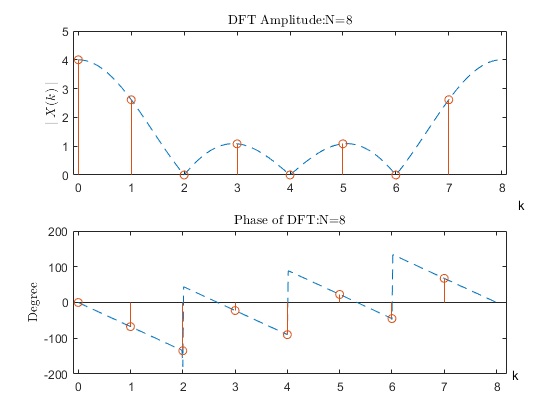 DFT Amplitude:N=8
| X(k) |
5
4
3
2
1
0
0 1 2 3 4 5 6 7 8
k
Phase of DFT:N=8
Degree
200
100
0
-100
-200
0 1 2 3 4 5 6 7 8
k